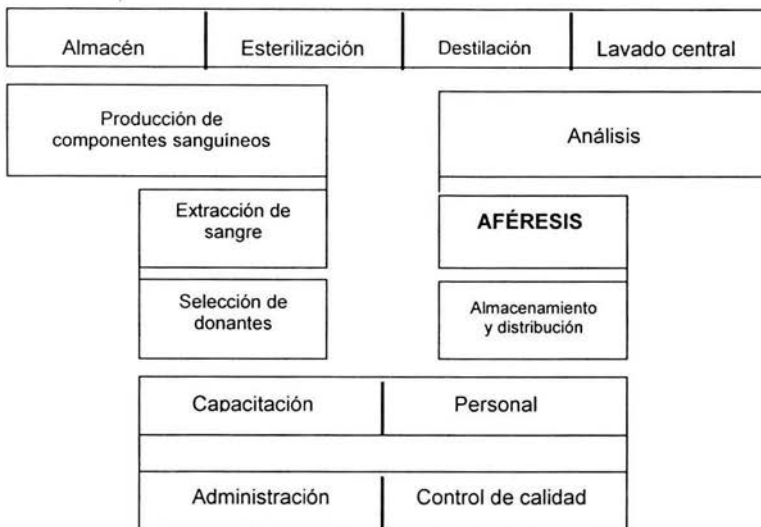 Almacén
Esterilización
Destilación
Lavado central
Producción de
componentes sanguíneos
Análisis
Extracción de
sangre
AFÉRESIS
Selección de
donantes
Almacenamiento
y distribución
Capacitación
Personal
Administración
Control de calidad